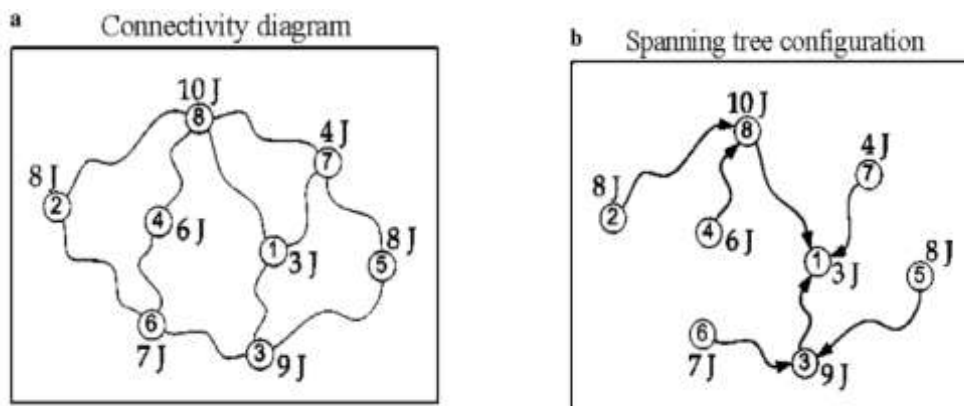 a
Connectivity diagram
10 J
8
4 J
7
8 J
2
4
6 J
8 J
1
3 J
5
6
7 J
3
9 J
b
Spanning tree configuration
10 J
8
4 J
7
8 J
2
4
6 J
8 J
1
3 J
5
6
7 J
3
9 J